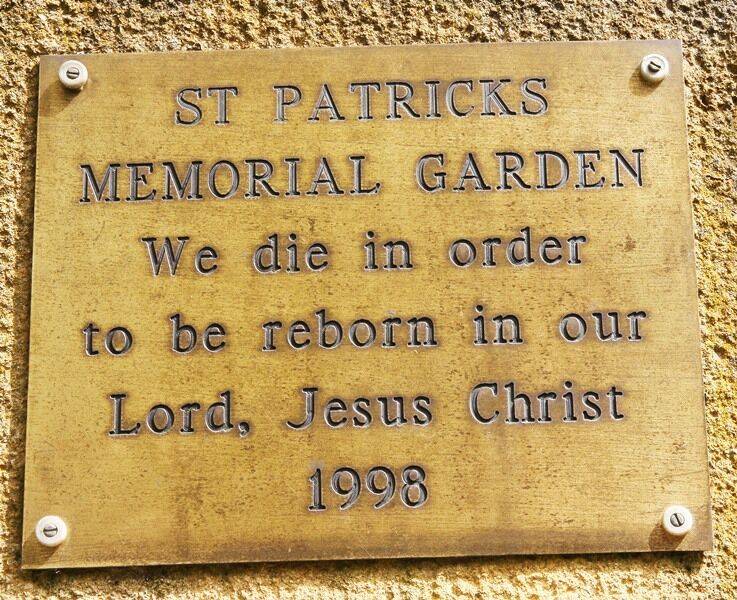 ST PATRICKS
MEMORIAL GARDEN
We die in order
to be reborn in our
Lord, Jesus Christ
1998